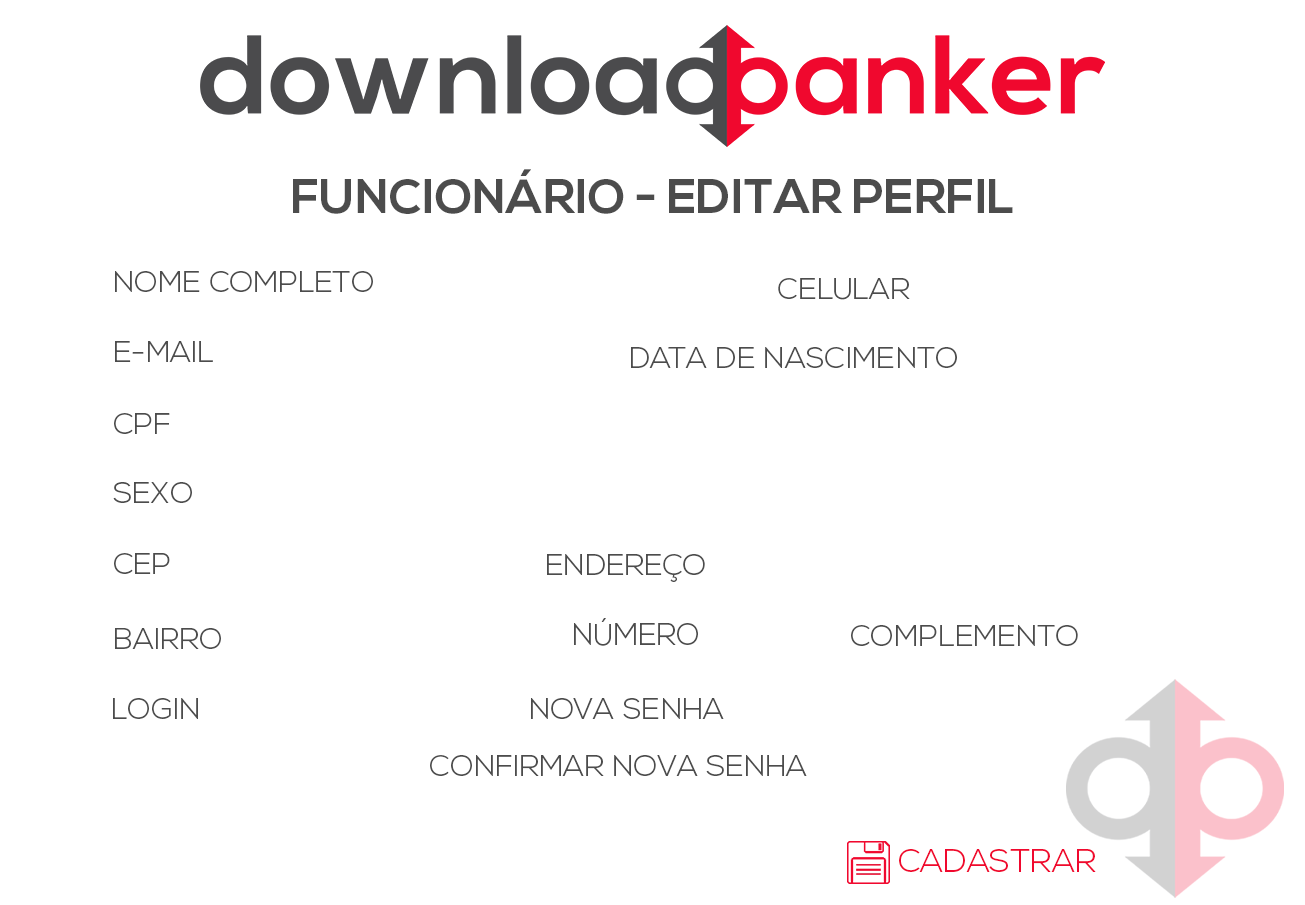 downloadbanker
FUNCIONÁRIO - EDITAR PERFIL
NOME COMPLETO
CELULAR
E-MAIL
DATA DE NASCIMENTO
CPF
SEXO
CEP
ENDEREÇO
BAIRRO
NÚMERO
COMPLEMENTO
LOGIN
NOVA SENHA
CONFIRMAR NOVA SENHA
CADASTRAR